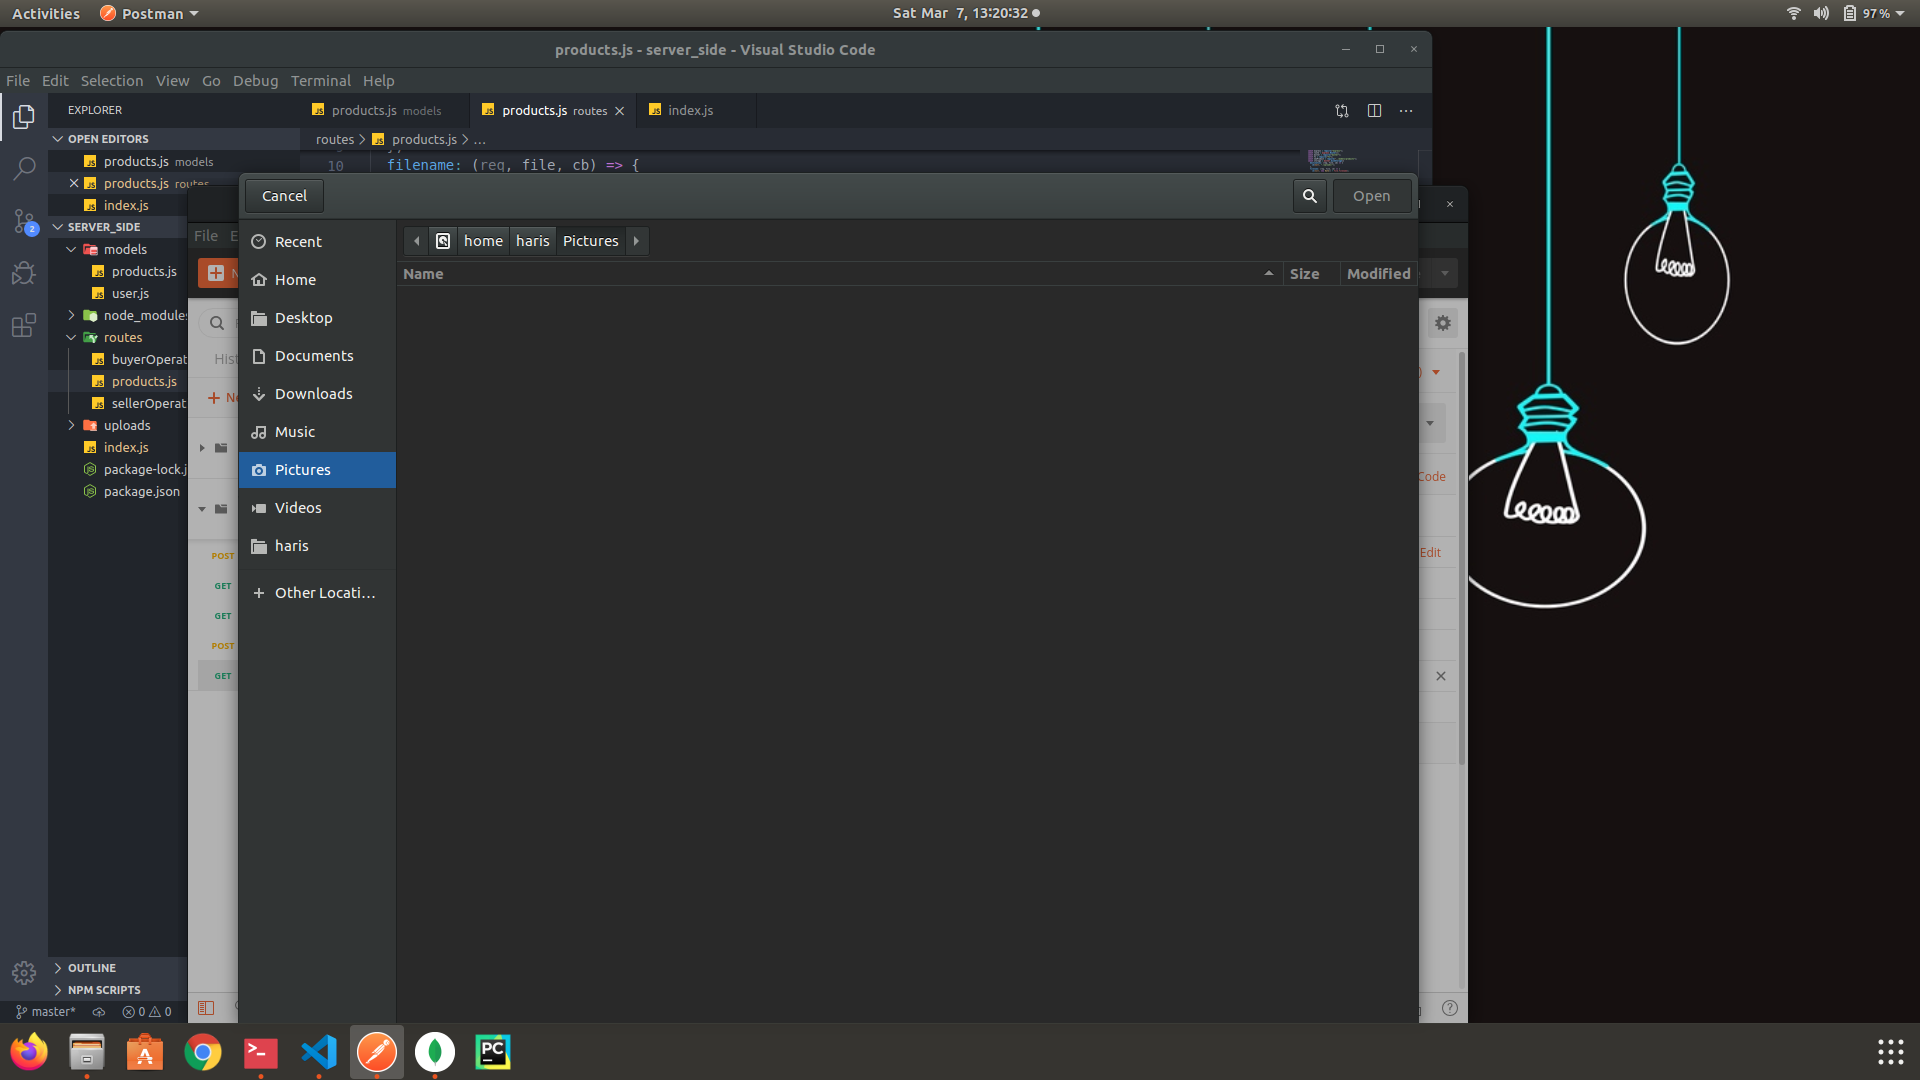 Activities
Postman
Sat Mar 7, 13:20:32
97%
products.js - server_side - Visual Studio Code
File Edit Selection View Go Debug Terminal Help
EXPLORER
products.js models
products.js routes
index.js
OPEN EDITORS
routes > products.js > ...
products.js models
10 filename: (req, file, cb) => {
products.js routes
index.js
SERVER_SIDE
models
products.js
user.js
node_modules
routes
buyerOperat
products.js
sellerOperat
uploads
index.js
package-lock.j
package.json
OUTLINE
NPM SCRIPTS
master*
0
0
2
File E
N
Hist
Ne
POST
GET
GET
POST
GET
Code
Edit
Cancel
Open
Recent
Home
Desktop
Documents
Downloads
Music
Pictures
Videos
haris
Other Locati...
home haris Pictures
Name Size Modified
PC